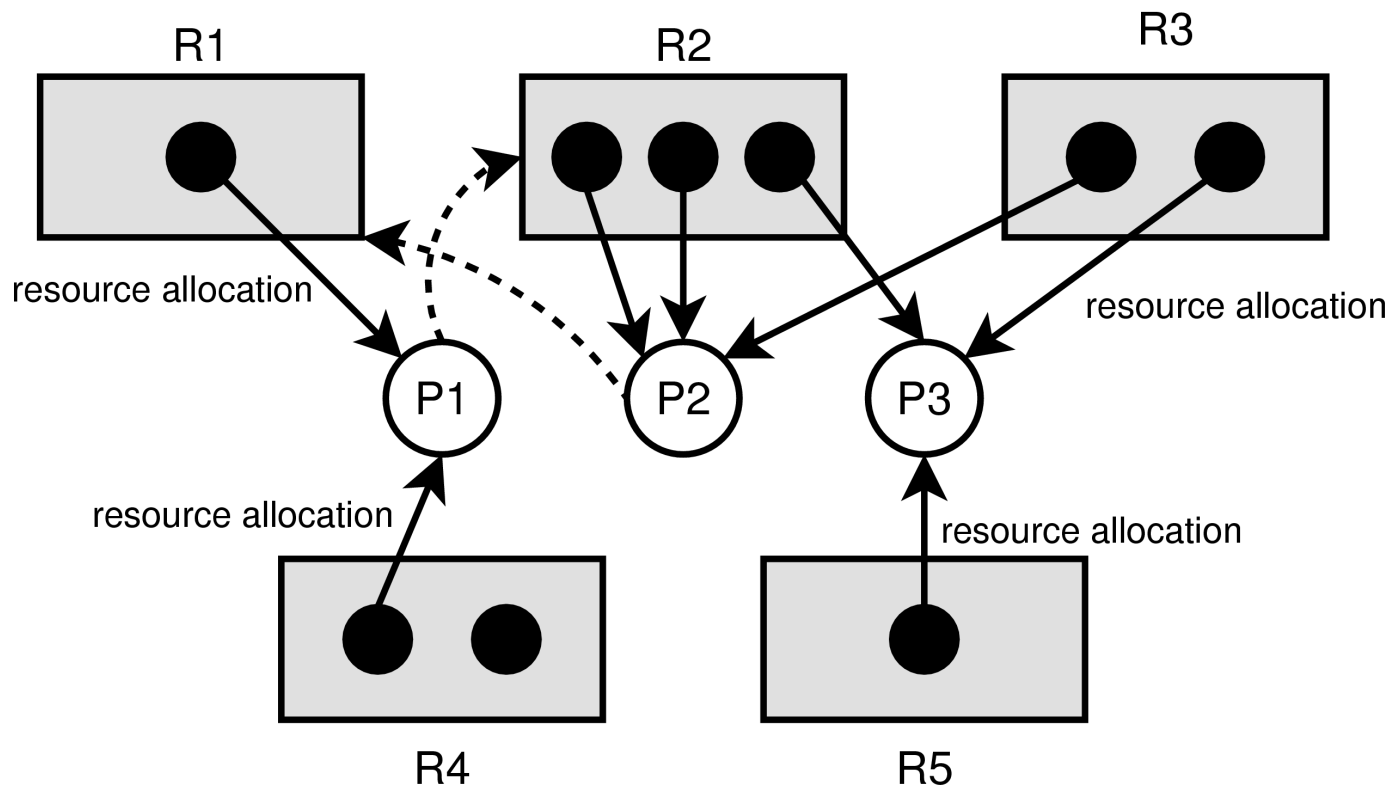 R1
R2
R3
resource allocation
resource allocation
P1
P2
P3
resource allocation
resource allocation
R4
R5